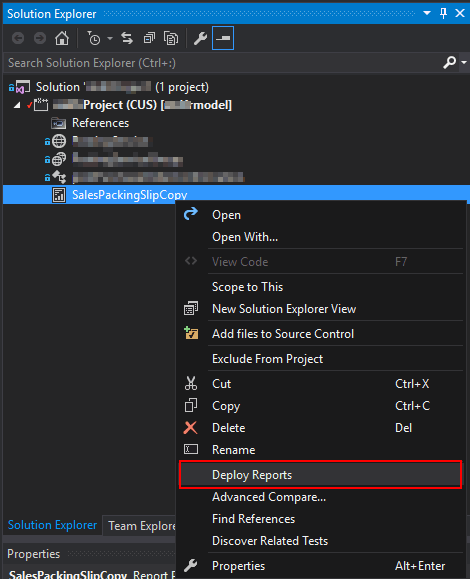 Solution Explorer
Search Solution Explorer (Ctrl+;)
Solution (1 project)
Project (CUS) [model]
References
SalesPackingSlipCopy
Open
Open With...
View Code F7
Scope to This
New Solution Explorer View
Add files to Source Control
Exclude From Project
Cut Ctrl+X
Copy Ctrl+C
Delete Del
Rename
Deploy Reports
Advanced Compare...
Find References
Discover Related Tests
Properties Alt+Enter
Solution Explorer Team Explore
Properties
SalesPackingSlipCopy Report